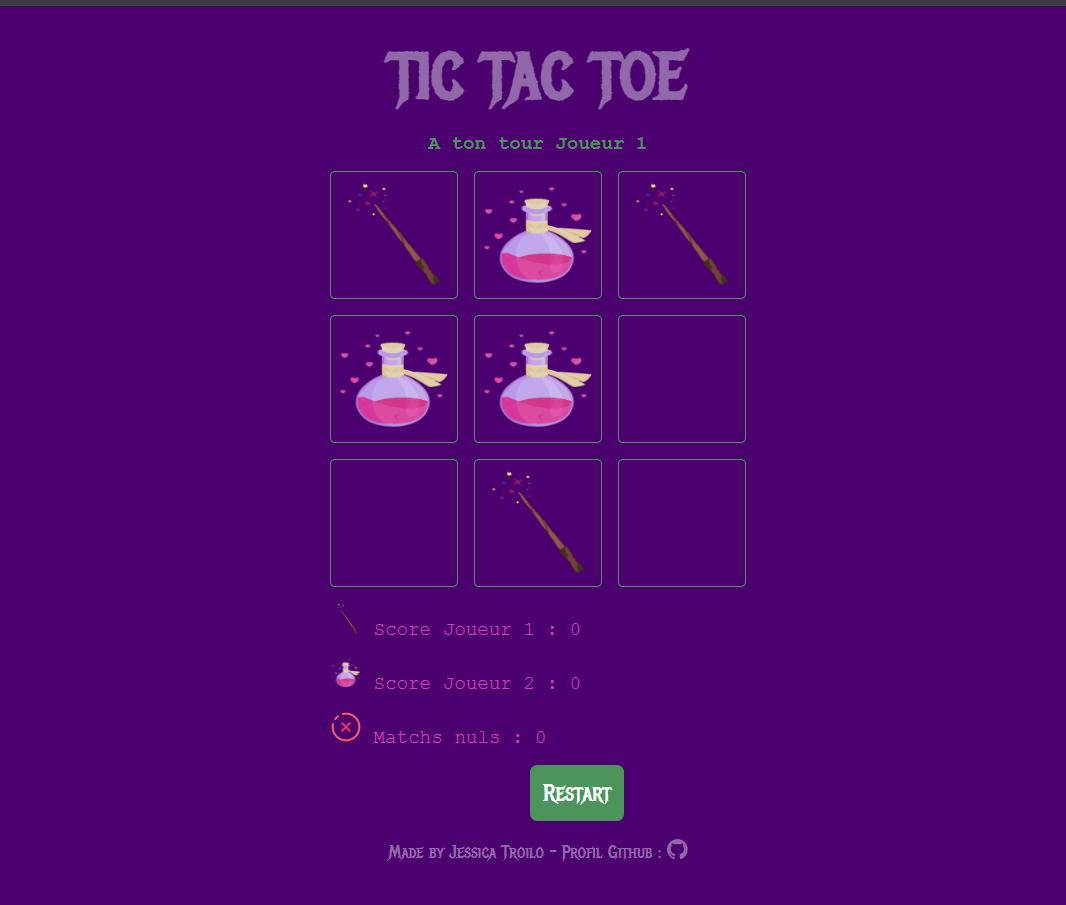 TIC TAC TOE
A ton tour Joueur 1
Score Joueur 1 : 0
Score Joueur 2 : 0
Matchs nuls : 0
Restart
Made by Jessica Troilo - Profil Github :